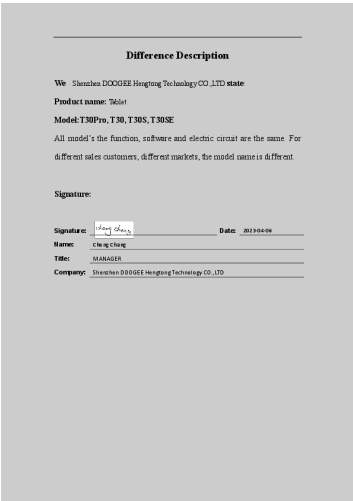 Difference Description
We Shenzhen DOOGEE Hengtong Technology CO.,LTD state:
Product name: Tablet
Model:T30Pro, T30, T30S, T30SE
All model's the function, software and electric circuit are the same. For
different sales customers, different markets, the model name is different.
Signature:
Signature: cheng chang Date: 2023-04-06
Name: Cheng Chang
Title: MANAGER
Company: Shenzhen DOOGEE Hengtong Technology CO.,LTD